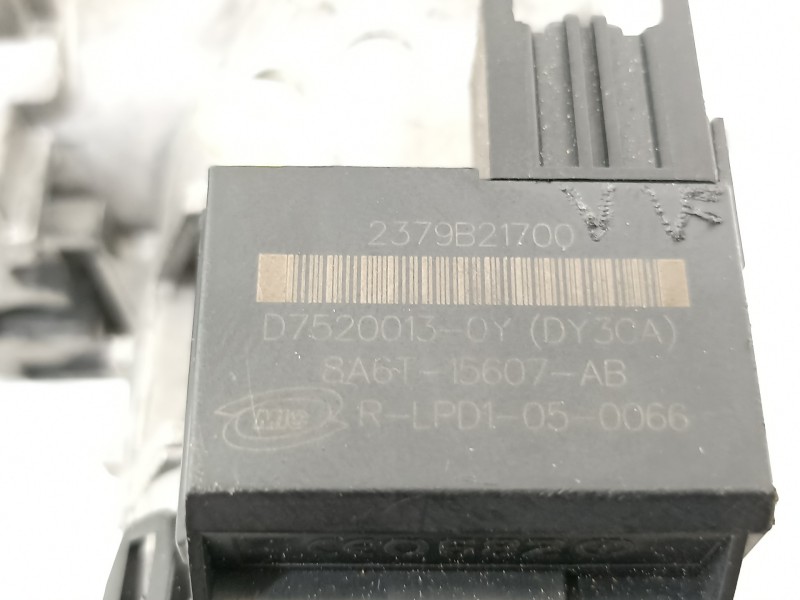 2379B21700
D7520013-0Y (DY3CA)
8A6T-15607-AB
R-LPD1-05-0066